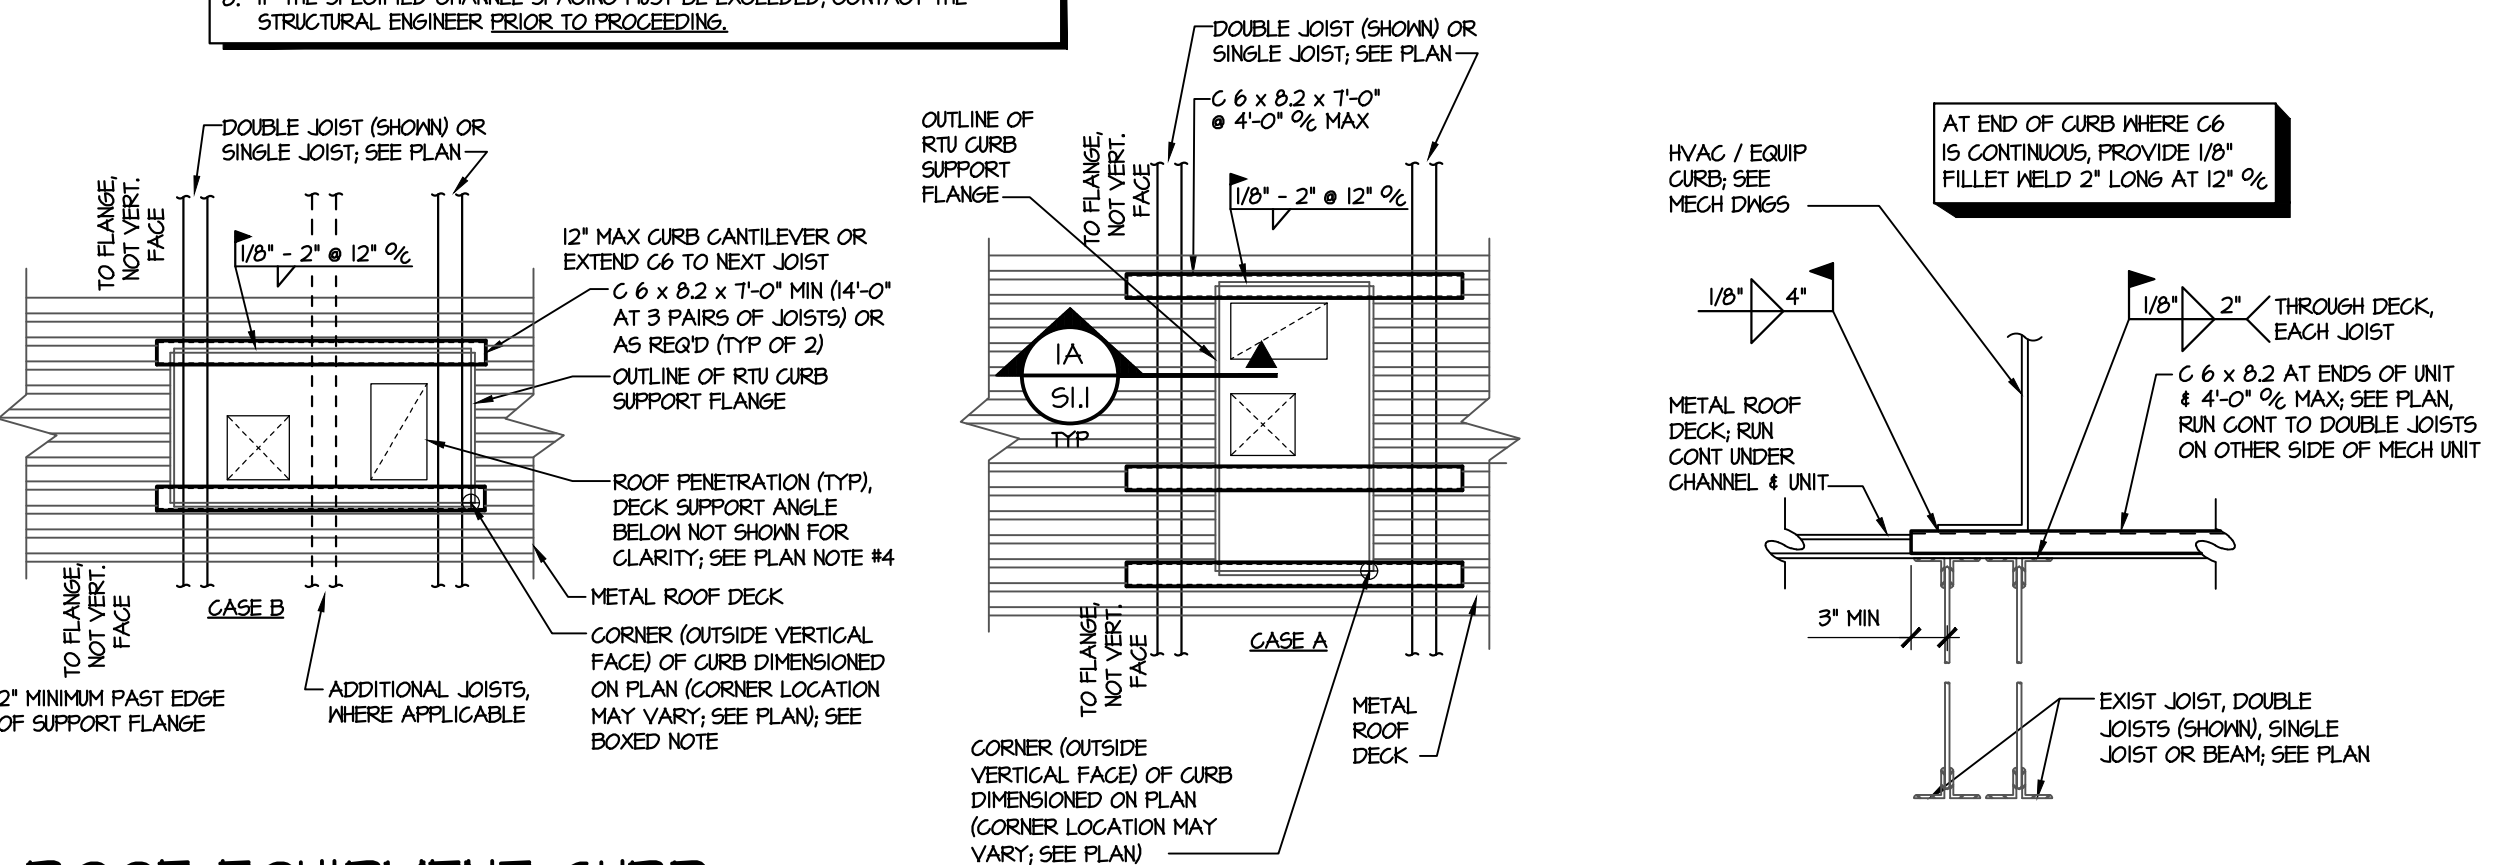 STRUCTURAL ENGINEER PRIOR TO PROCEEDING.
DOUBLE JOIST (SHOWN) OR
SINGLE JOIST; SEE PLAN
TO FLANGE,
NOT VERT.
FACE
1/8" - 2" @ 12" O/C
12" MAX CURB CANTILEVER OR
EXTEND C6 TO NEXT JOIST
C 6 x 8.2 x 7'-0" MIN (14'-0"
AT 3 PAIRS OF JOISTS) OR
AS REQ'D (TYP OF 2)
OUTLINE OF RTU CURB
SUPPORT FLANGE
ROOF PENETRATION (TYP),
DECK SUPPORT ANGLE
BELOW NOT SHOWN FOR
CLARITY; SEE PLAN NOTE #4
METAL ROOF DECK
CORNER (OUTSIDE VERTICAL
FACE) OF CURB DIMENSIONED
ON PLAN (CORNER LOCATION
MAY VARY; SEE PLAN); SEE
BOXED NOTE
TO FLANGE,
NOT VERT.
FACE
CASE B
2" MINIMUM PAST EDGE
OF SUPPORT FLANGE
ADDITIONAL JOISTS,
WHERE APPLICABLE
DOUBLE JOIST (SHOWN) OR
SINGLE JOIST; SEE PLAN
C 6 x 8.2 x 7'-0"
@ 4'-0" O/C MAX
OUTLINE OF
RTU CURB
SUPPORT
FLANGE
TO FLANGE,
NOT VERT.
FACE
1/8" - 2" @ 12" O/C
1A
S1.1
TYP
CASE A
TO FLANGE,
NOT VERT.
FACE
METAL
ROOF
DECK
CORNER (OUTSIDE
VERTICAL FACE) OF CURB
DIMENSIONED ON PLAN
(CORNER LOCATION MAY
VARY; SEE PLAN)
AT END OF CURB WHERE C6
IS CONTINUOUS, PROVIDE 1/8"
FILLET WELD 2" LONG AT 12" O/C
HVAC / EQUIP
CURB; SEE
MECH DWGS
1/8" 4"
1/8" 2" THROUGH DECK,
EACH JOIST
C 6 x 8.2 AT ENDS OF UNIT
& 4'-0" O/C MAX; SEE PLAN,
RUN CONT TO DOUBLE JOISTS
ON OTHER SIDE OF MECH UNIT
METAL ROOF
DECK; RUN
CONT UNDER
CHANNEL & UNIT
3" MIN
EXIST JOIST, DOUBLE
JOISTS (SHOWN), SINGLE
JOIST OR BEAM; SEE PLAN